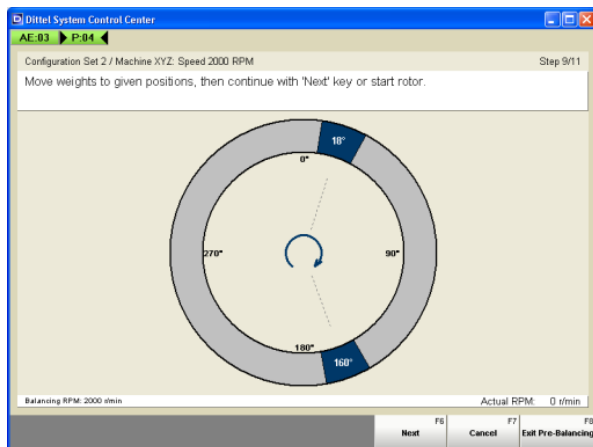 Dittel System Control Center
AE:03 P:04
Configuration Set 2 / Machine XYZ: Speed 2000 RPM Step 9/11
Move weights to given positions, then continue with 'Next' key or start rotor.
18°
0°
270° 90°
180°
160°
Balancing RPM: 2000 r/min Actual RPM: 0 r/min
F6 F7 F8
Next Cancel Exit Pre-Balancing